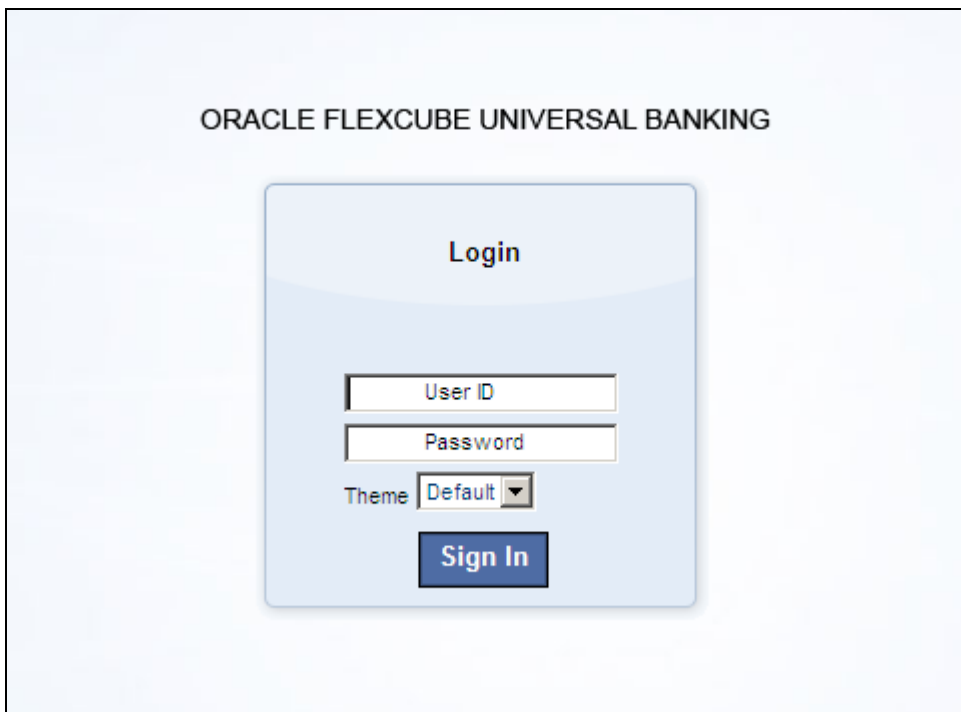 ORACLE FLEXCUBE UNIVERSAL BANKING
Login
User ID
Password
Theme Default
Sign In